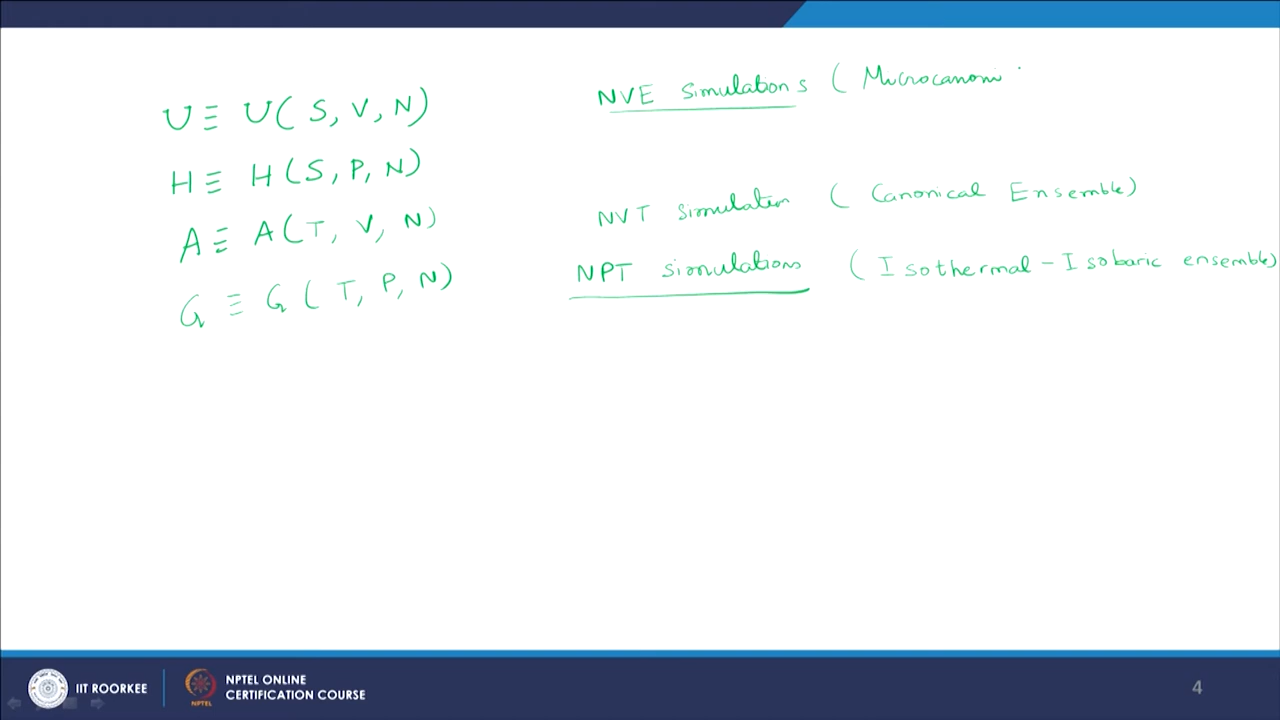 U ≡ U( S, V, N)
NVE simulations ( Microcanoni
H ≡ H ( S, P, N)
A ≡ A ( T, V, N)
NVT simulation ( Canonical Ensemble)
G ≡ G ( T, P, N)
NPT simulations ( Isothermal - Isobaric ensemble)
IIT ROORKEE
NPTEL ONLINE
CERTIFICATION COURSE
NPTEL
4